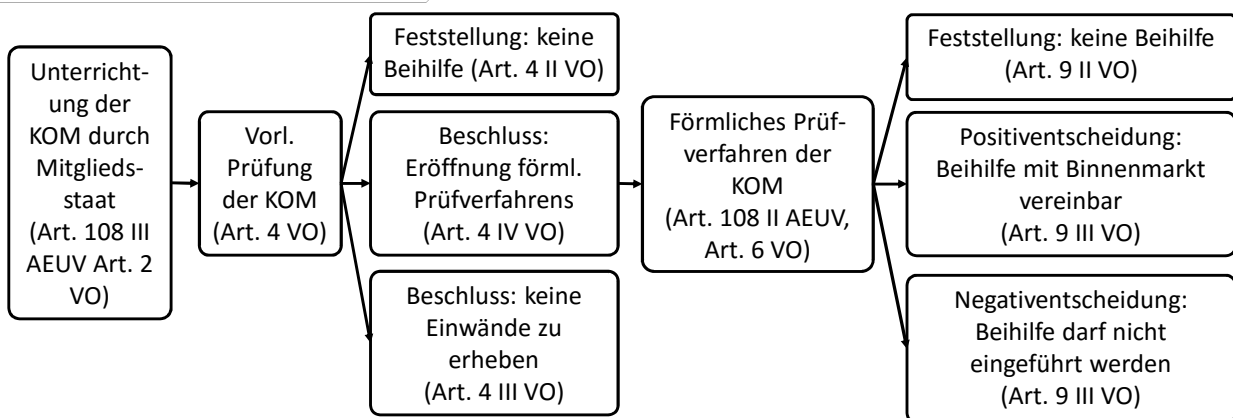 Unterricht-
ung der
KOM durch
Mitglieds-
staat
(Art. 108 III
AEUV Art. 2
VO)
Vorl.
Prüfung
der KOM
(Art. 4 VO)
Feststellung: keine
Beihilfe (Art. 4 II VO)
Beschluss:
Eröffnung förml.
Prüfverfahrens
(Art. 4 IV VO)
Beschluss: keine
Einwände zu
erheben
(Art. 4 III VO)
Förmliches Prüf-
verfahren der
KOM
(Art. 108 II AEUV,
Art. 6 VO)
Feststellung: keine Beihilfe
(Art. 9 II VO)
Positiventscheidung:
Beihilfe mit Binnenmarkt
vereinbar
(Art. 9 III VO)
Negativentscheidung:
Beihilfe darf nicht
eingeführt werden
(Art. 9 III VO)